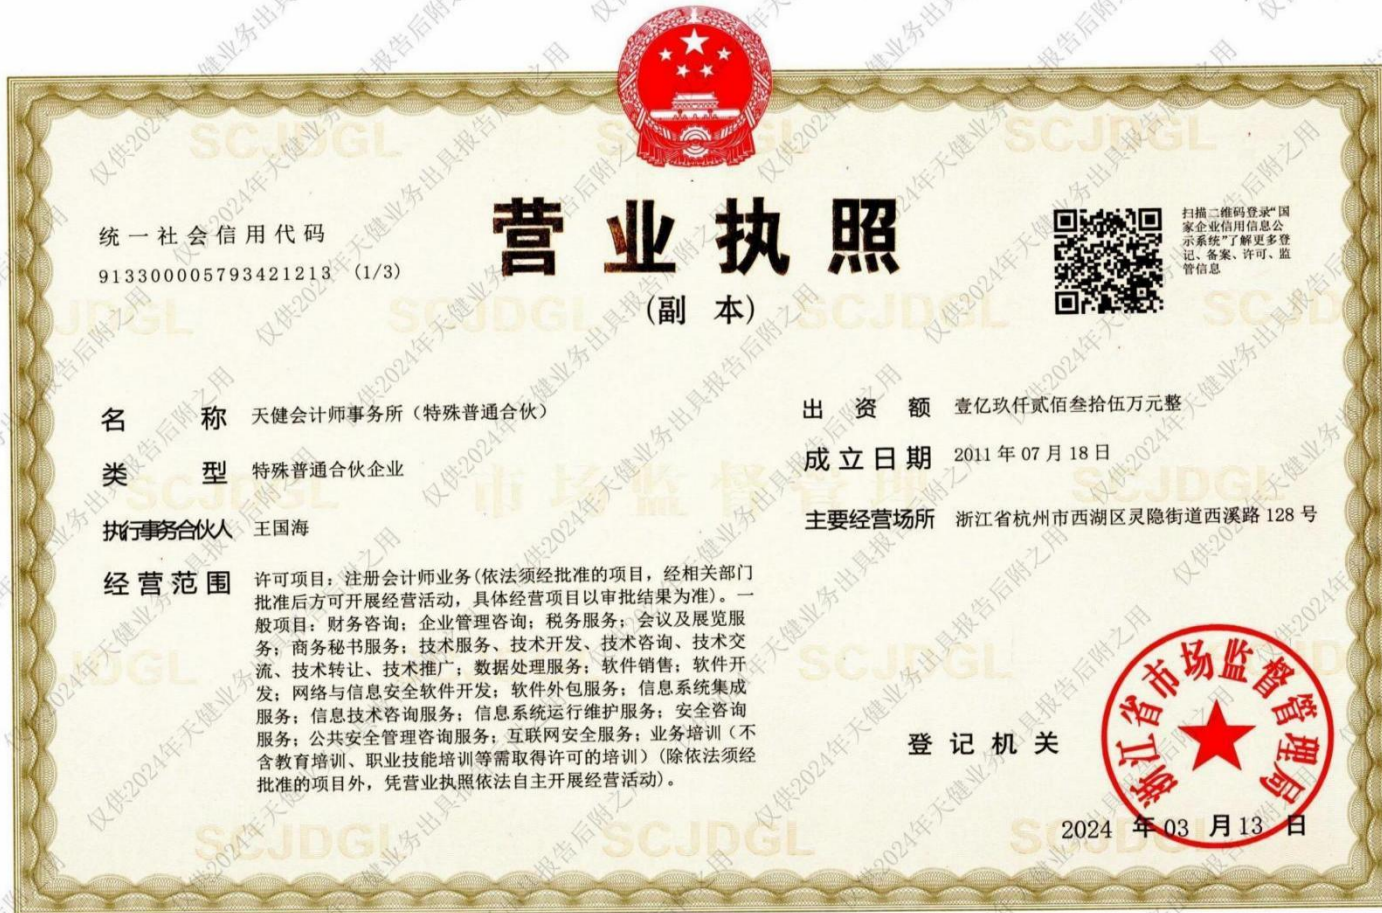 营业执照
(副 本)
统一社会信用代码
913300005793421213 (1/3)
扫描二维码登录“国
家企业信用信息公
示系统”了解更多登
记、备案、许可、监
管信息
名 称 天健会计师事务所（特殊普通合伙）
类 型 特殊普通合伙企业
执行事务合伙人 王国海
经营范围 许可项目：注册会计师业务(依法须经批准的项目，经相关部门
批准后方可开展经营活动，具体经营项目以审批结果为准)。一
般项目：财务咨询；企业管理咨询；税务服务；会议及展览服
务；商务秘书服务；技术服务、技术开发、技术咨询、技术交
流、技术转让、技术推广；数据处理服务；软件销售；软件开
发；网络与信息安全软件开发；软件外包服务；信息系统集成
服务；信息技术咨询服务；信息系统运行维护服务；安全咨询
服务；公共安全管理咨询服务；互联网安全服务；业务培训（不
含教育培训、职业技能培训等需取得许可的培训）(除依法须经
批准的项目外，凭营业执照依法自主开展经营活动)。
出 资 额 壹亿玖仟贰佰叁拾伍万元整
成立日期 2011年07月18日
主要经营场所 浙江省杭州市西湖区灵隐街道西溪路128号
登记机关
浙江省市场监督管理局
2024 年03 月13 日
SCJDGL
市场监督管理
仅供2024年天健业务出具报告后附之用